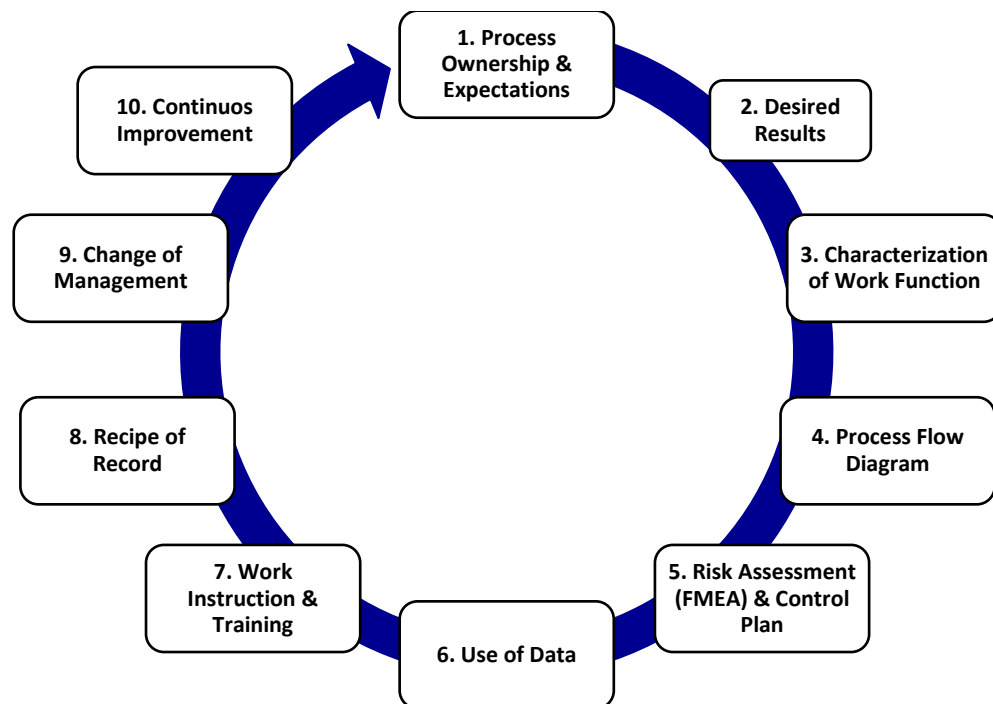 1. Process
Ownership &
Expectations
2. Desired
Results
3. Characterization
of Work Function
4. Process Flow
Diagram
5. Risk Assessment
(FMEA) & Control
Plan
6. Use of Data
7. Work
Instruction &
Training
8. Recipe of
Record
9. Change of
Management
10. Continuos
Improvement